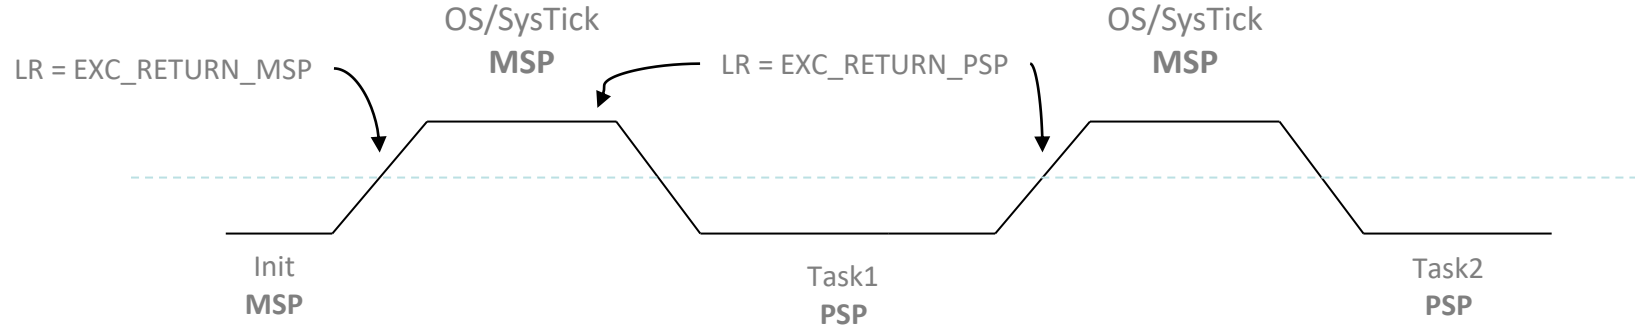 OS/SysTick
MSP
OS/SysTick
MSP
LR = EXC_RETURN_MSP
LR = EXC_RETURN_PSP
Init
MSP
Task1
PSP
Task2
PSP